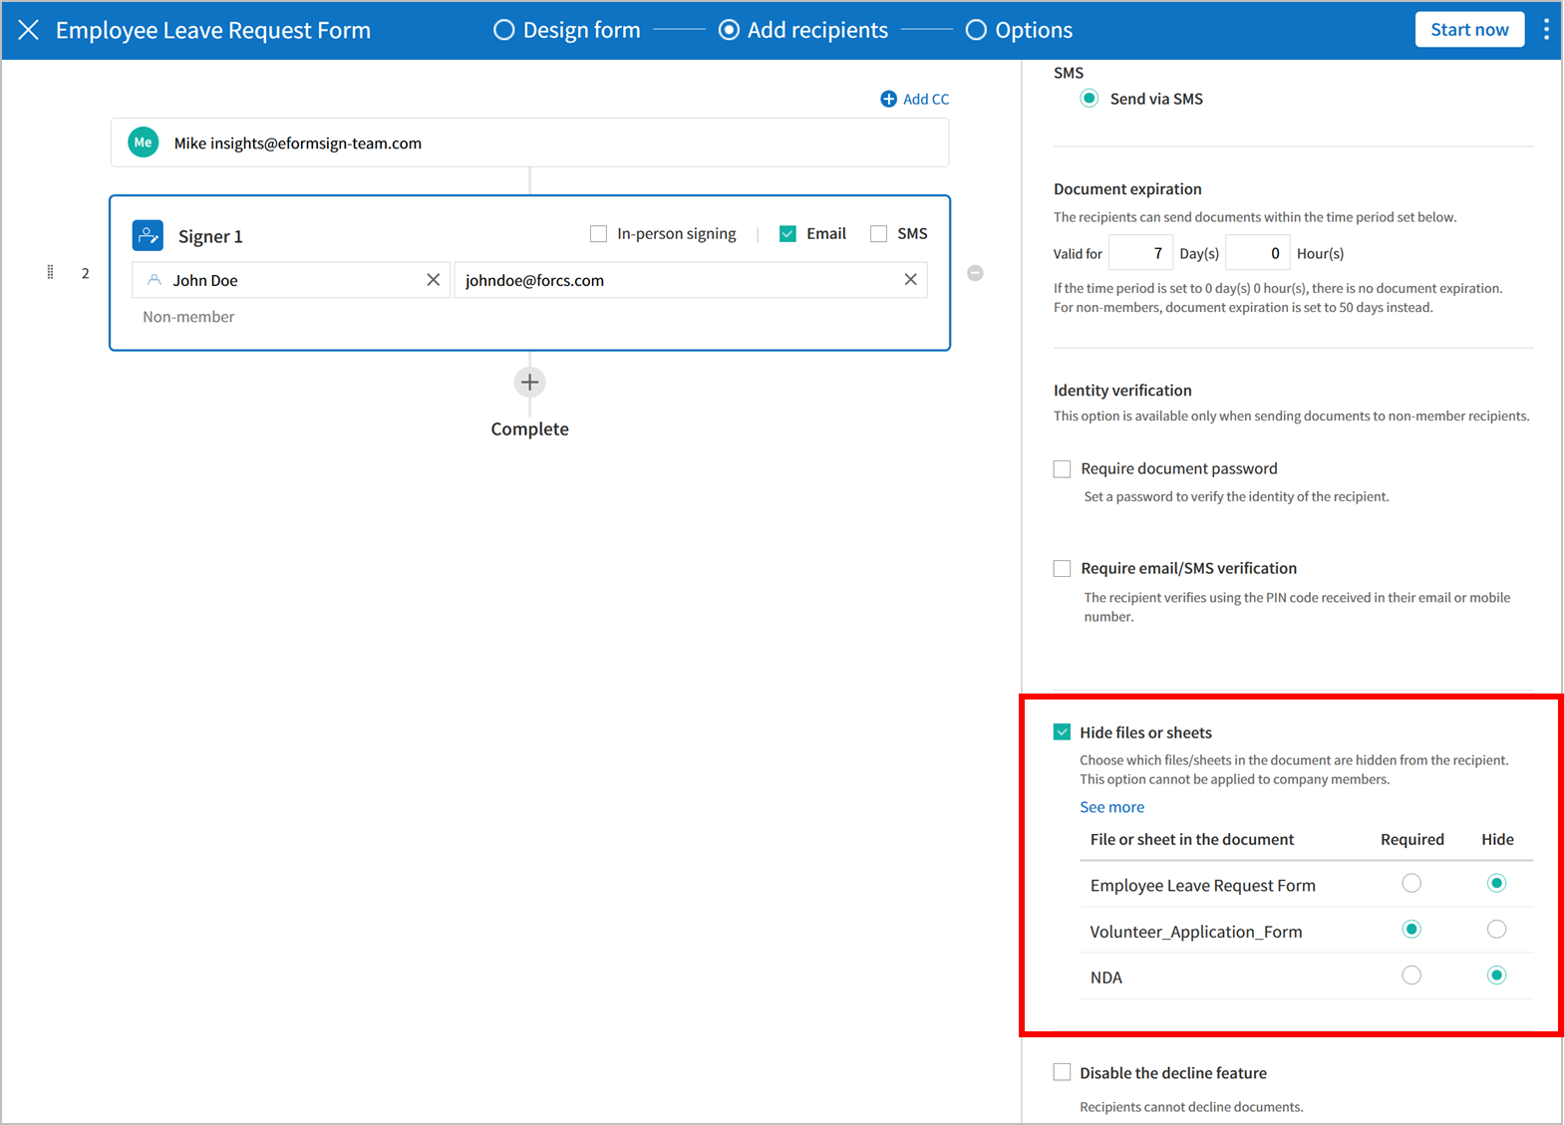 Employee Leave Request Form
Design form
Add recipients
Options
Start now
Add CC
Me
Mike insights@eformsign-team.com
2
Signer 1
In-person signing
Email
SMS
John Doe
johndoe@forcs.com
Non-member
Complete
SMS
Send via SMS
Document expiration
The recipients can send documents within the time period set below.
Valid for 7 Day(s) 0 Hour(s)
If the time period is set to 0 day(s) 0 hour(s), there is no document expiration.
For non-members, document expiration is set to 50 days instead.
Identity verification
This option is available only when sending documents to non-member recipients.
Require document password
Set a password to verify the identity of the recipient.
Require email/SMS verification
The recipient verifies using the PIN code received in their email or mobile
number.
Hide files or sheets
Choose which files/sheets in the document are hidden from the recipient.
This option cannot be applied to company members.
See more
File or sheet in the document Required Hide
Employee Leave Request Form
Volunteer_Application_Form
NDA
Disable the decline feature
Recipients cannot decline documents.